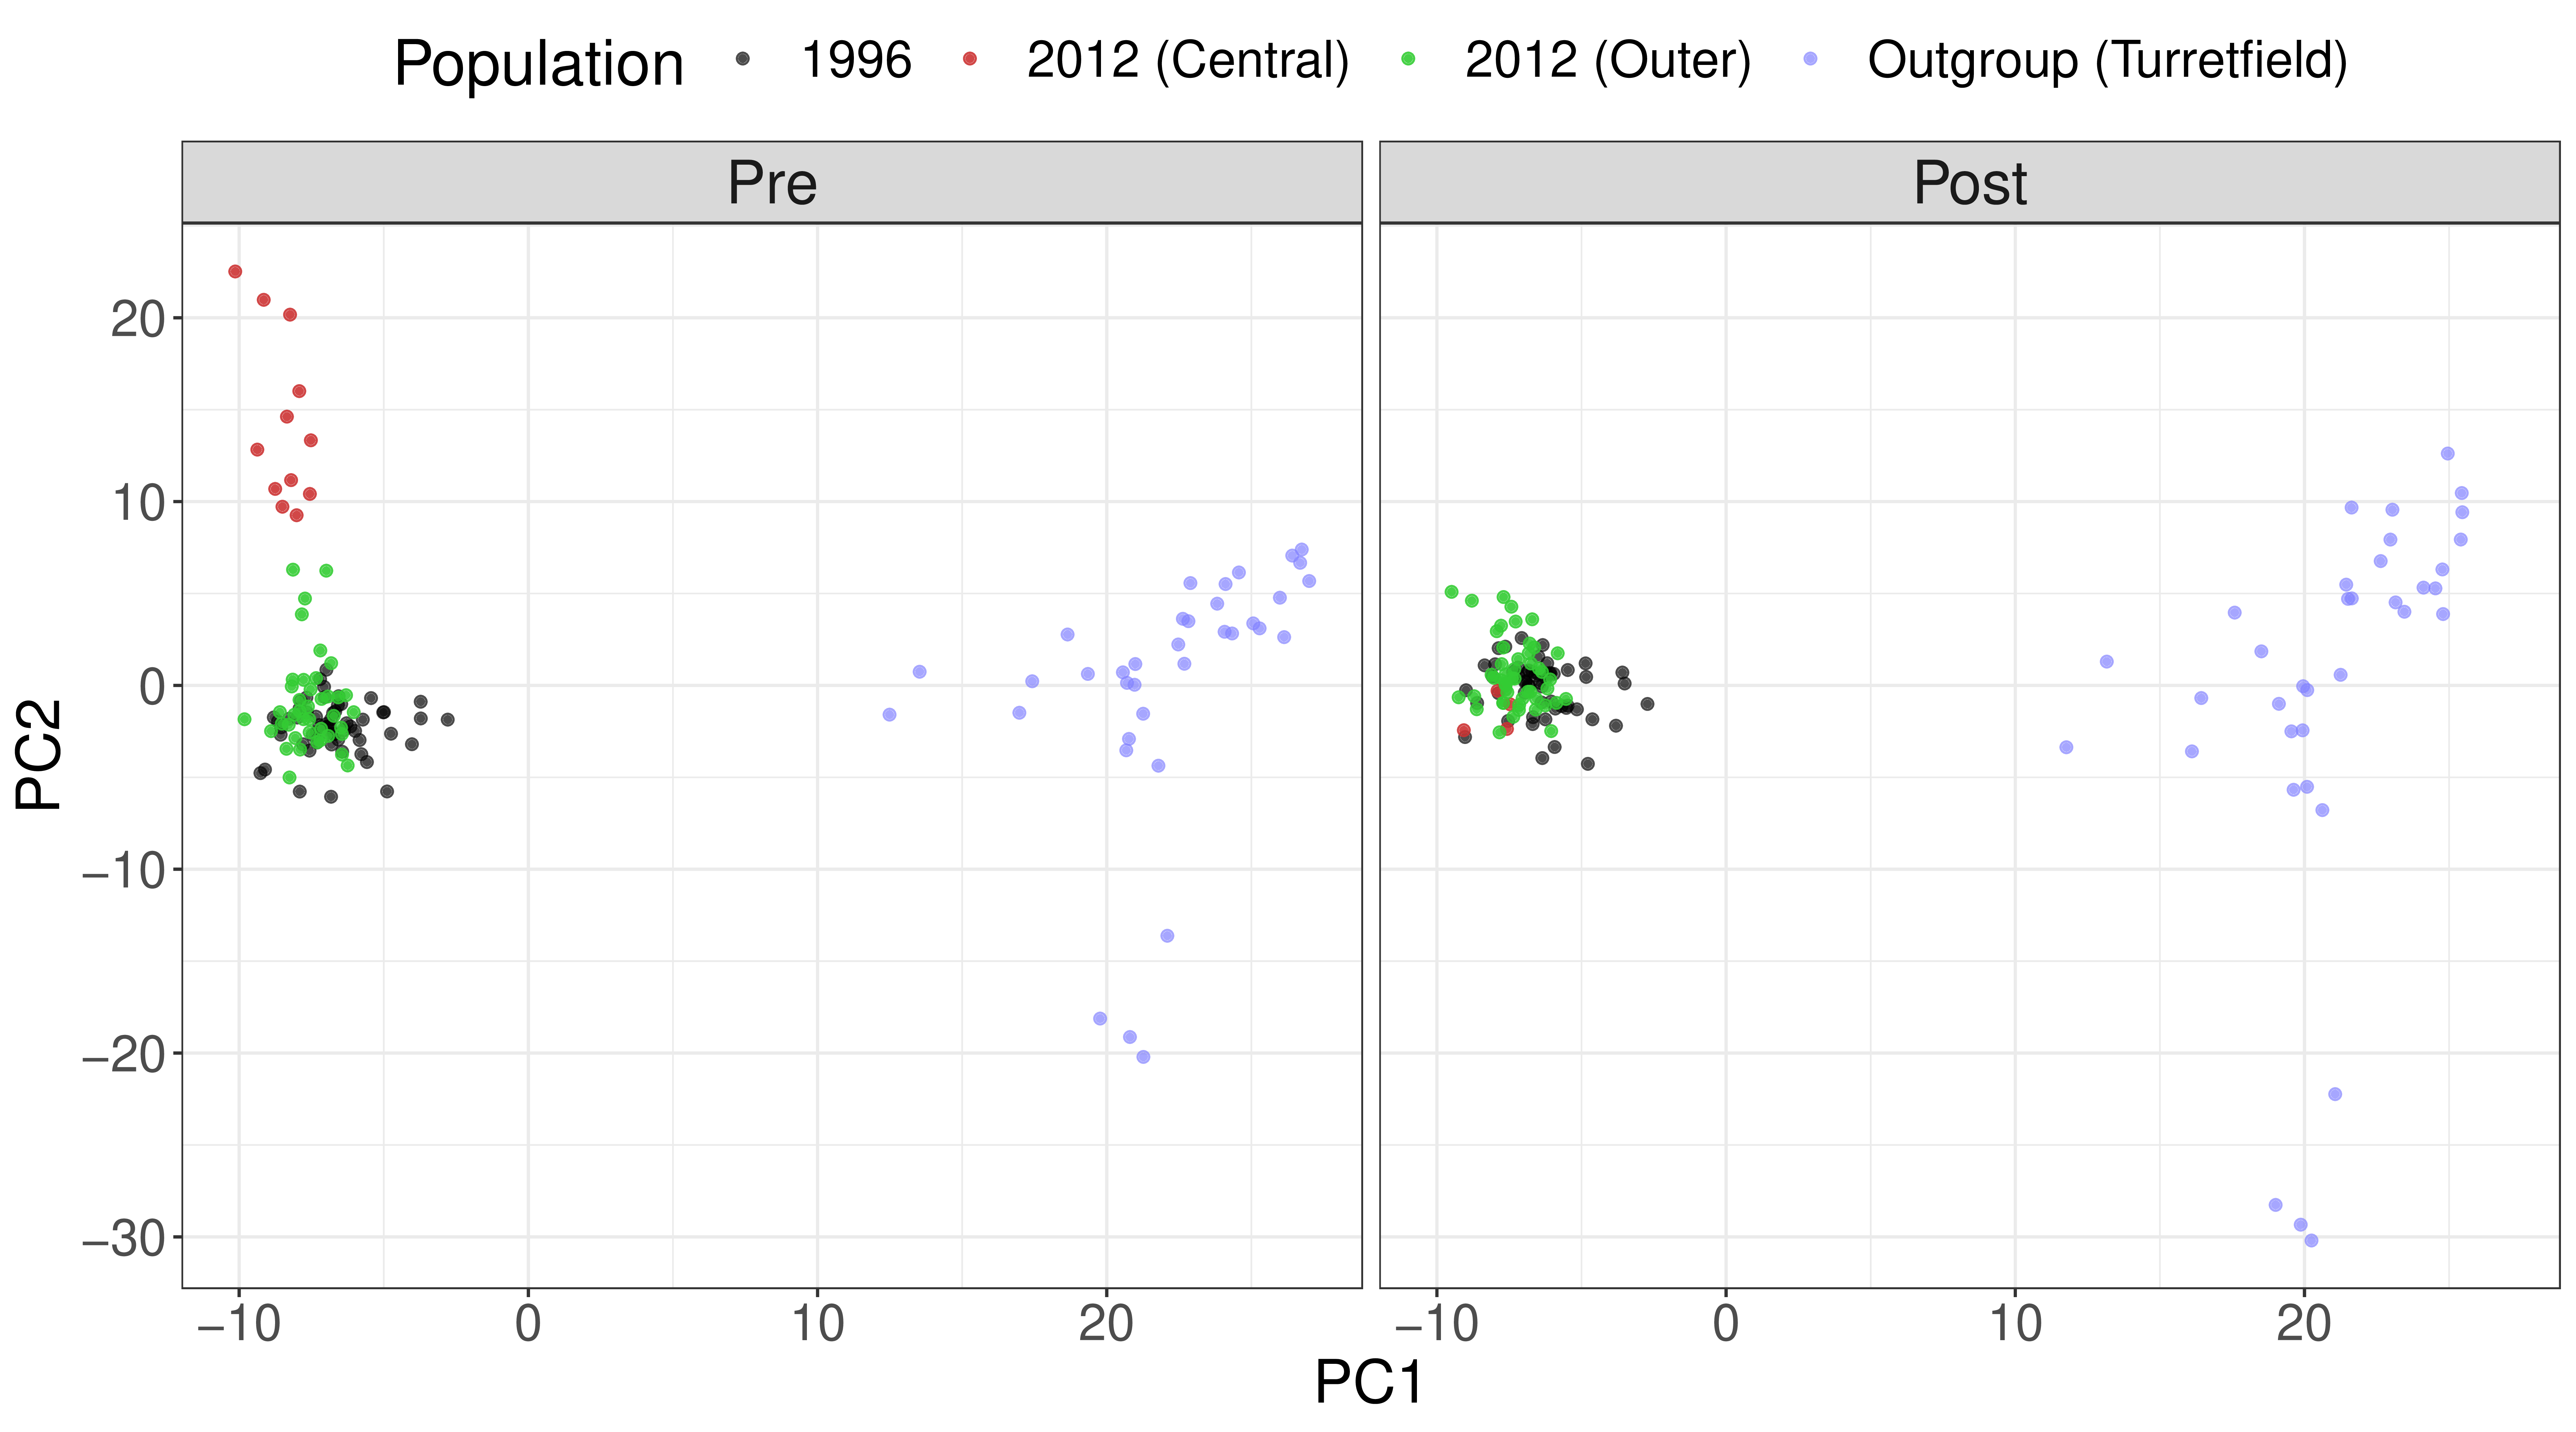 Population 1996 2012 (Central) 2012 (Outer) Outgroup (Turretfield)
Pre Post
20
10
0
−10
−20
−30
PC2
−10 0 10 20 −10 0 10 20
PC1